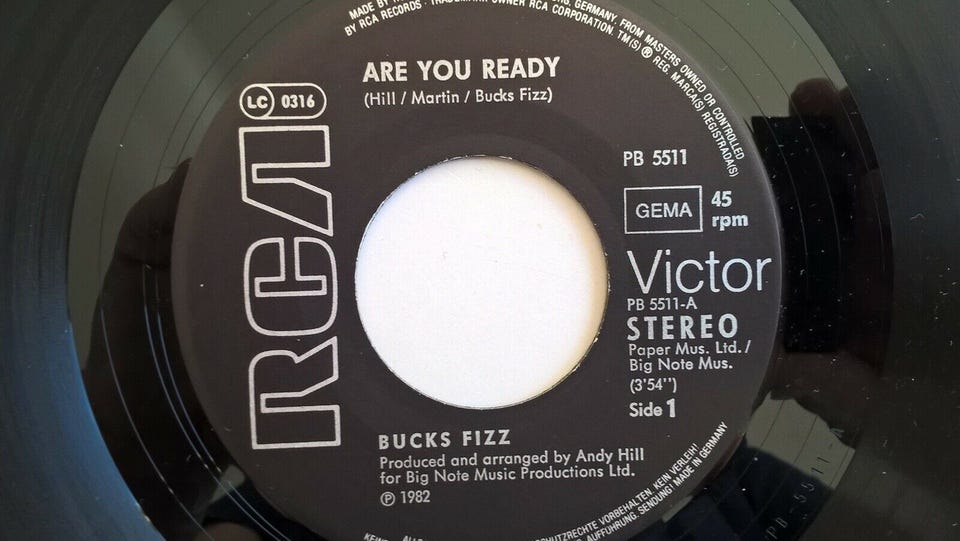 MADE BY
BY RCA RECORDS · TRADEMARK OWNER RCA CORPORATION. TM(S) ® REG. MARCA(S) REGISTRADA(S)
GERMANY, FROM MASTERS OWNED OR CONTROLLED
ARE YOU READY
(Hill / Martin / Bucks Fizz)
LC 0316
RCA
PB 5511
GEMA
45
rpm
Victor
PB 5511-A
STEREO
Paper Mus. Ltd. /
Big Note Mus.
(3'54'')
Side 1
BUCKS FIZZ
Produced and arranged by Andy Hill
for Big Note Music Productions Ltd.
℗ 1982
VORBEHALTEN. KEIN VERLEIH!
AUFFÜHRUNG, SENDUNG! MADE IN GERMANY